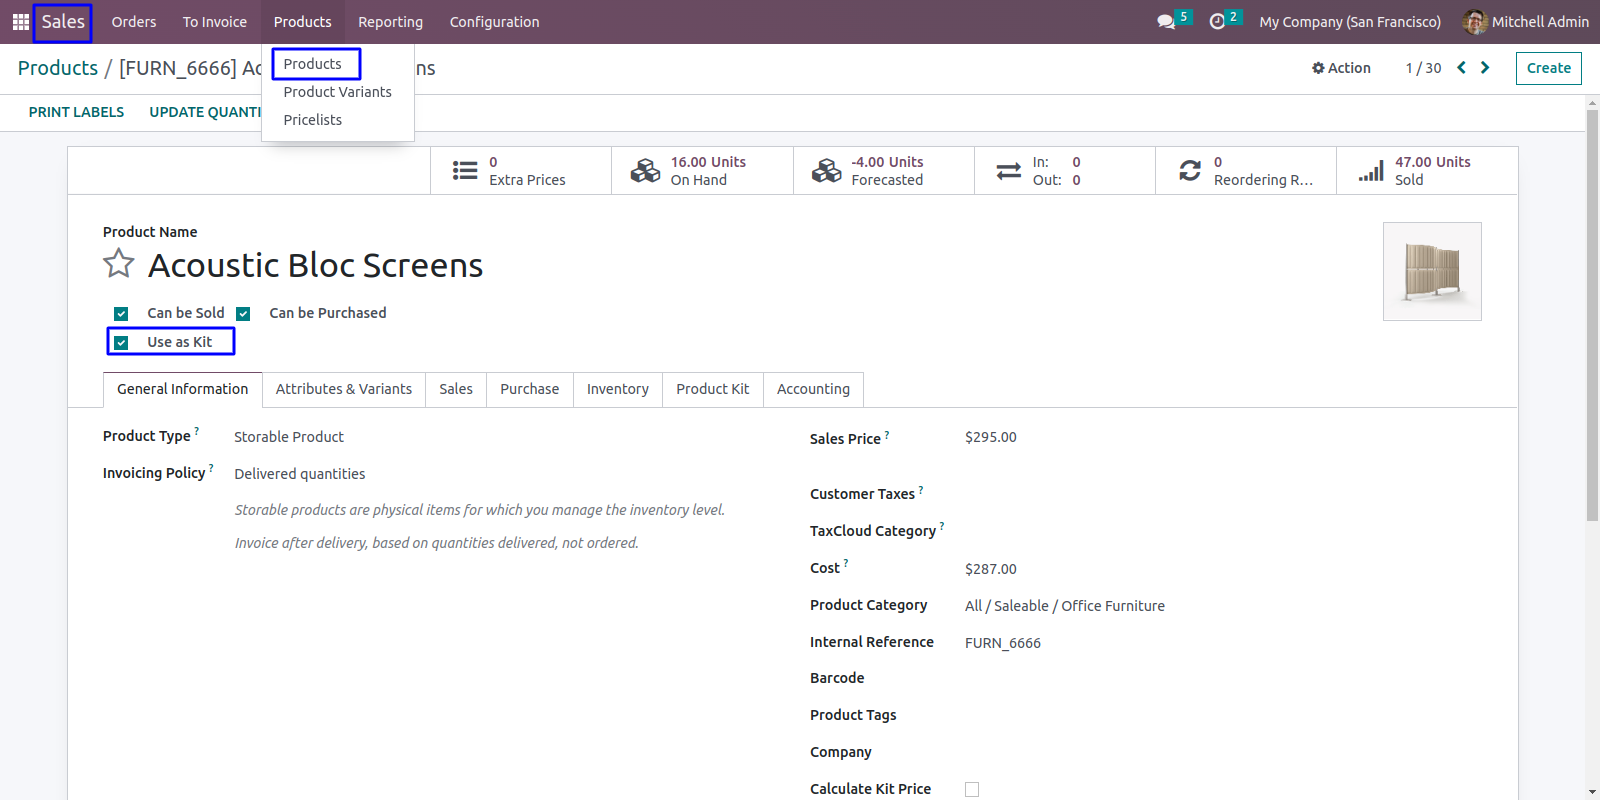 Sales Orders To Invoice Products Reporting Configuration 5 2 My Company (San Francisco) Mitchell Admin
Products / [FURN_6666] Ac ns Action 1 / 30 Create
Products
Product Variants
Pricelists
PRINT LABELS UPDATE QUANTI
0 Extra Prices
16.00 Units On Hand
-4.00 Units Forecasted
In: 0
Out: 0
0 Reordering R...
47.00 Units Sold
Product Name
Acoustic Bloc Screens
Can be Sold Can be Purchased
Use as Kit
General Information Attributes & Variants Sales Purchase Inventory Product Kit Accounting
Product Type ? Storable Product
Invoicing Policy ? Delivered quantities
Storable products are physical items for which you manage the inventory level.
Invoice after delivery, based on quantities delivered, not ordered.
Sales Price ? $295.00
Customer Taxes ?
TaxCloud Category ?
Cost ? $287.00
Product Category All / Saleable / Office Furniture
Internal Reference FURN_6666
Barcode
Product Tags
Company
Calculate Kit Price